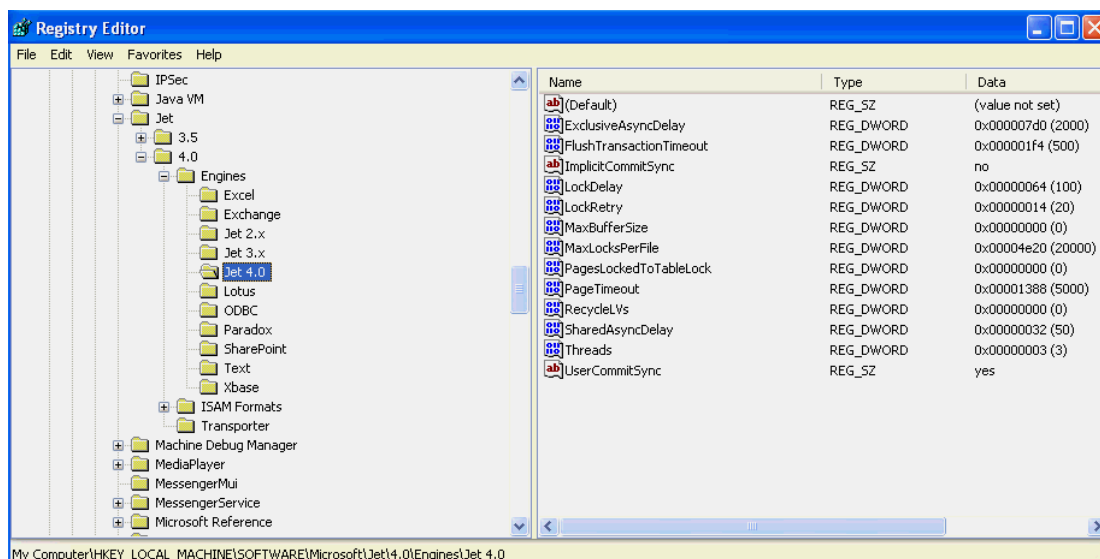 Registry Editor
File Edit View Favorites Help
IPSec
Java VM
Jet
3.5
4.0
Engines
Excel
Exchange
Jet 2.x
Jet 3.x
Jet 4.0
Lotus
ODBC
Paradox
SharePoint
Text
Xbase
ISAM Formats
Transporter
Machine Debug Manager
MediaPlayer
MessengerMui
MessengerService
Microsoft Reference
Name Type Data
(Default) REG_SZ (value not set)
ExclusiveAsyncDelay REG_DWORD 0x000007d0 (2000)
FlushTransactionTimeout REG_DWORD 0x000001f4 (500)
ImplicitCommitSync REG_SZ no
LockDelay REG_DWORD 0x00000064 (100)
LockRetry REG_DWORD 0x00000014 (20)
MaxBufferSize REG_DWORD 0x00000000 (0)
MaxLocksPerFile REG_DWORD 0x00004e20 (20000)
PagesLockedToTableLock REG_DWORD 0x00000000 (0)
PageTimeout REG_DWORD 0x00001388 (5000)
RecycleLVs REG_DWORD 0x00000000 (0)
SharedAsyncDelay REG_DWORD 0x00000032 (50)
Threads REG_DWORD 0x00000003 (3)
UserCommitSync REG_SZ yes
My Computer\HKEY_LOCAL_MACHINE\SOFTWARE\Microsoft\Jet\4.0\Engines\Jet 4.0